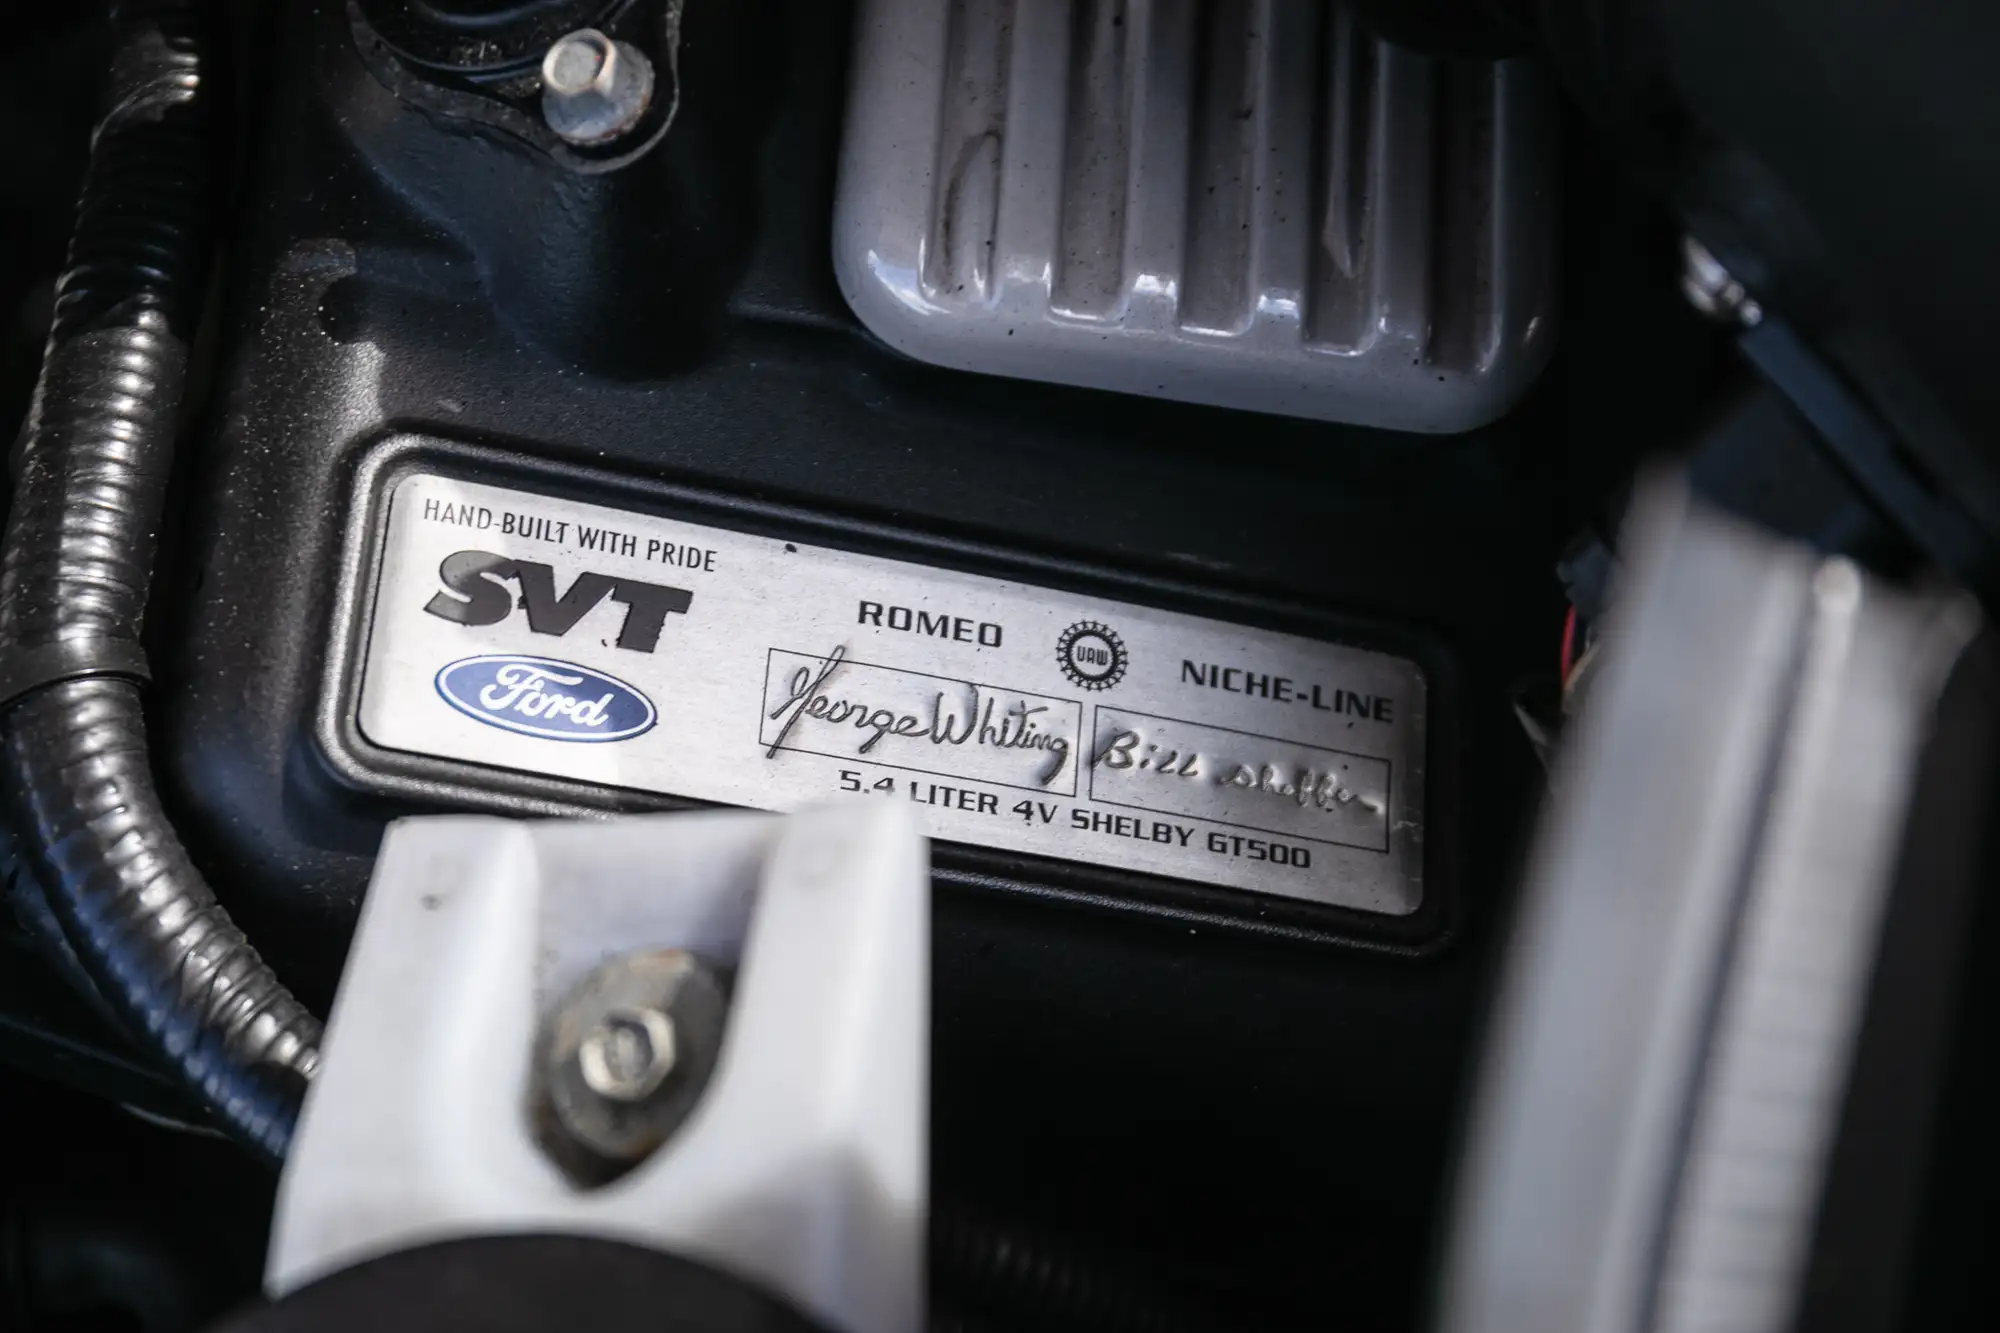 HAND-BUILT WITH PRIDE
SVT
Ford
ROMEO UAW NICHE-LINE
George Whiting Bill Sheffer
5.4 LITER 4V SHELBY GT500